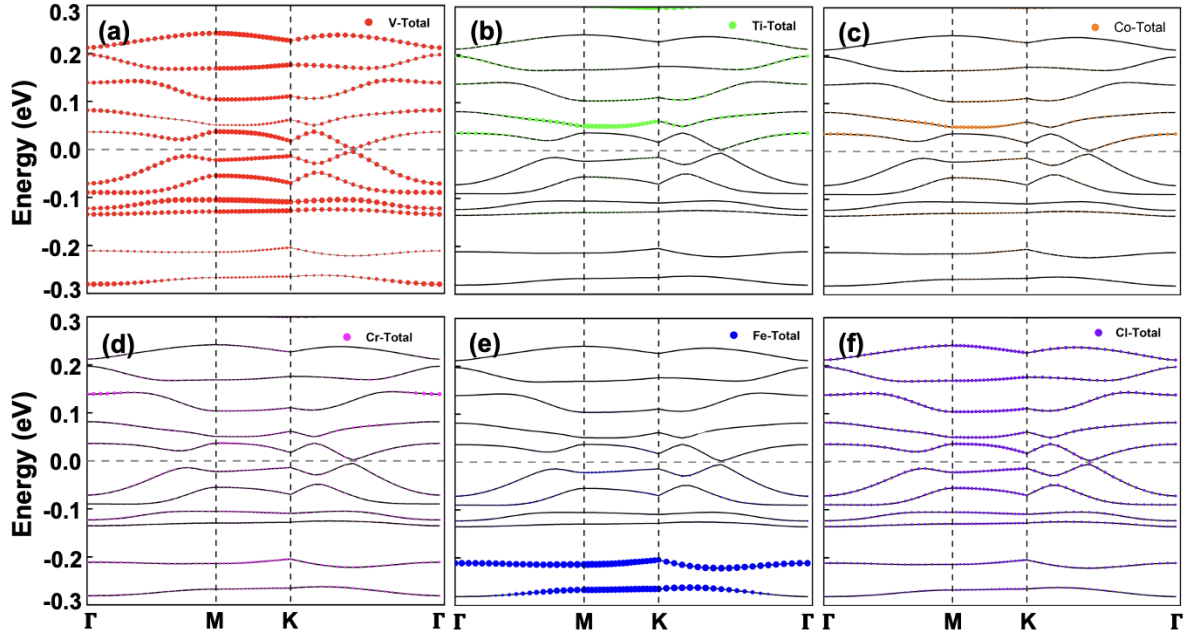 (a) V-Total
(b) Ti-Total
(c) Co-Total
0.3
0.2
0.1
0.0
-0.1
-0.2
-0.3
Energy (eV)
(d) Cr-Total
(e) Fe-Total
(f) Cl-Total
0.3
0.2
0.1
0.0
-0.1
-0.2
-0.3
Energy (eV)
Γ M K Γ M K Γ M K Γ